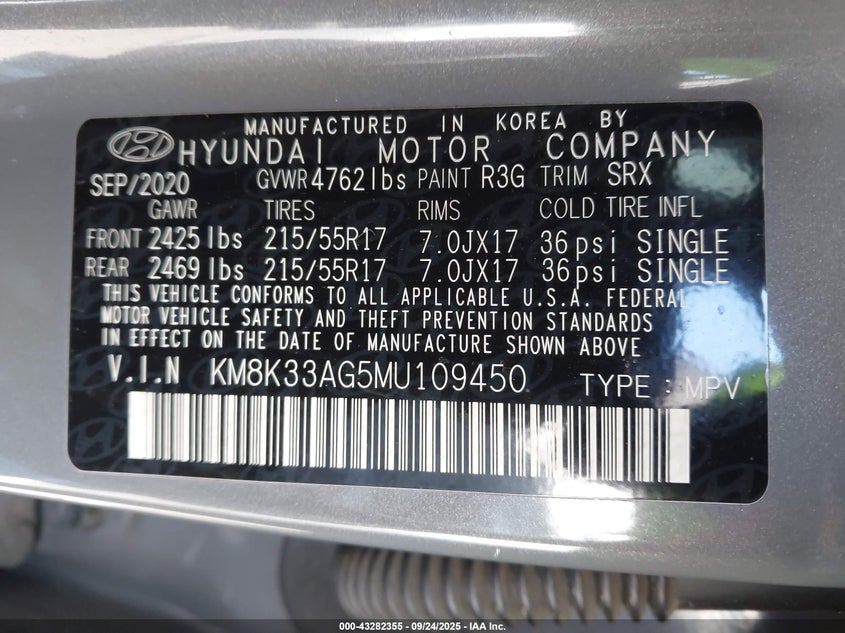 MANUFACTURED IN KOREA BY
HYUNDAI MOTOR COMPANY
SEP/2020 GVWR 4762 lbs PAINT R3G TRIM SRX
GAWR TIRES RIMS COLD TIRE INFL
FRONT 2425 lbs 215/55R17 7.0JX17 36 psi SINGLE
REAR 2469 lbs 215/55R17 7.0JX17 36 psi SINGLE
THIS VEHICLE CONFORMS TO ALL APPLICABLE U.S.A. FEDERAL
MOTOR VEHICLE SAFETY AND THEFT PREVENTION STANDARDS
IN EFFECT ON THE DATE OF MANUFACTURE SHOWN ABOVE
V.I.N KM8K33AG5MU109450 TYPE : MPV
000-43282355 - 09/24/2025 - IAA Inc.